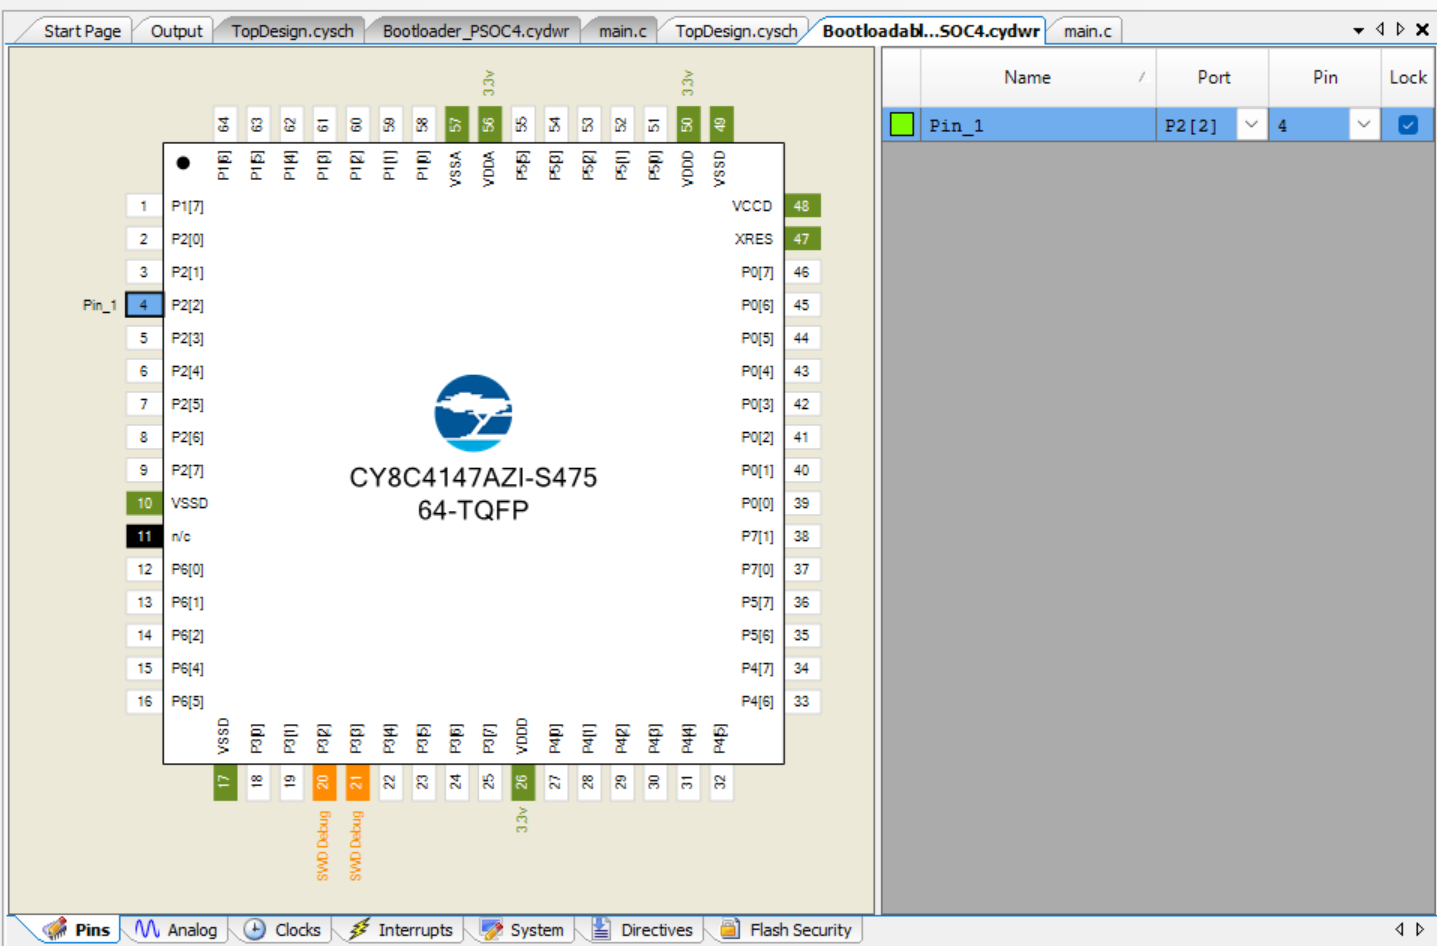 Start Page Output TopDesign.cysch Bootloader_PSOC4.cydwr main.c TopDesign.cysch Bootloadabl...SOC4.cydwr main.c
Name / Port Pin Lock
Pin_1 P2[2] 4
3.3v 3.3v
64 63 62 61 60 59 58 57 56 55 54 53 52 51 50 49
P1[6] P1[5] P1[4] P1[3] P1[2] P1[1] P1[0] VSSA VDDA P5[5] P5[3] P5[2] P5[1] P5[0] VDDD VSSD
1 P1[7] VCCD 48
2 P2[0] XRES 47
3 P2[1] P0[7] 46
Pin_1 4 P2[2] P0[6] 45
5 P2[3] P0[5] 44
6 P2[4] P0[4] 43
7 P2[5] P0[3] 42
8 P2[6] P0[2] 41
9 P2[7] P0[1] 40
CY8C4147AZI-S475
10 VSSD P0[0] 39
64-TQFP
11 n/c P7[1] 38
12 P6[0] P7[0] 37
13 P6[1] P5[7] 36
14 P6[2] P5[6] 35
15 P6[4] P4[7] 34
16 P6[5] P4[6] 33
VSSD P3[0] P3[1] P3[2] P3[3] P3[4] P3[5] P3[6] P3[7] VDDD P4[0] P4[1] P4[2] P4[3] P4[4] P4[5]
17 18 19 20 21 22 23 24 25 26 27 28 29 30 31 32
SWD Debug SWD Debug 3.3v
Pins Analog Clocks Interrupts System Directives Flash Security